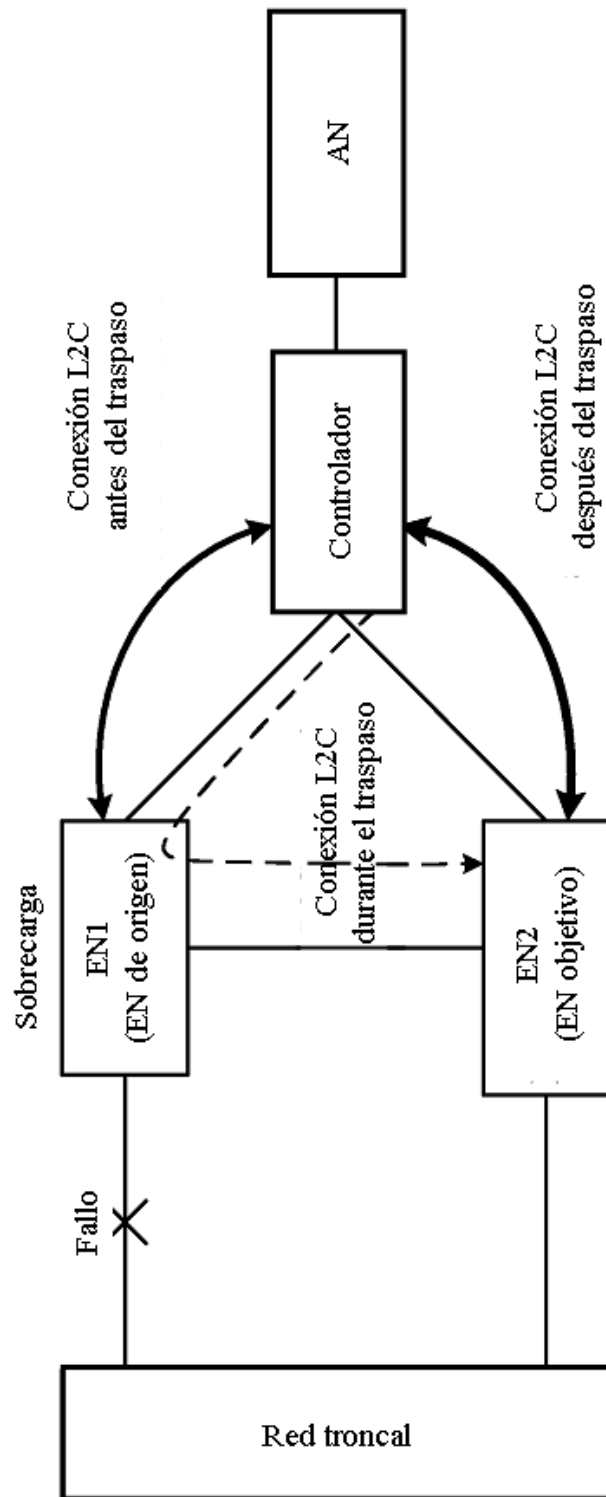 AN
Conexión L2C
antes del traspaso
Controlador
Conexión L2C
después del traspaso
Conexión L2C
durante el traspaso
Sobrecarga
EN1
(EN de origen)
EN2
(EN objetivo)
Fallo
Red troncal